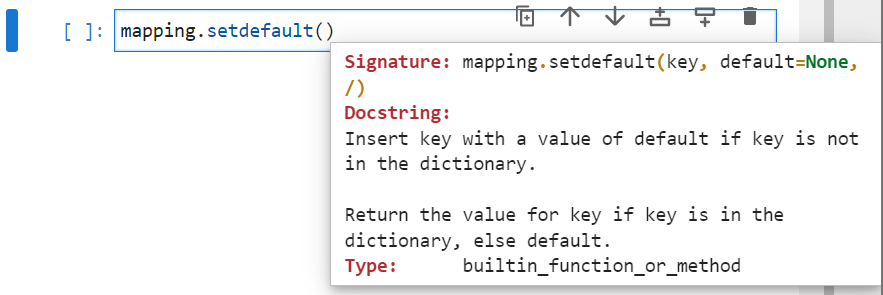 [ ]: mapping.setdefault()
Signature: mapping.setdefault(key, default=None,
/)
Docstring:
Insert key with a value of default if key is not
in the dictionary.
Return the value for key if key is in the
dictionary, else default.
Type: builtin_function_or_method